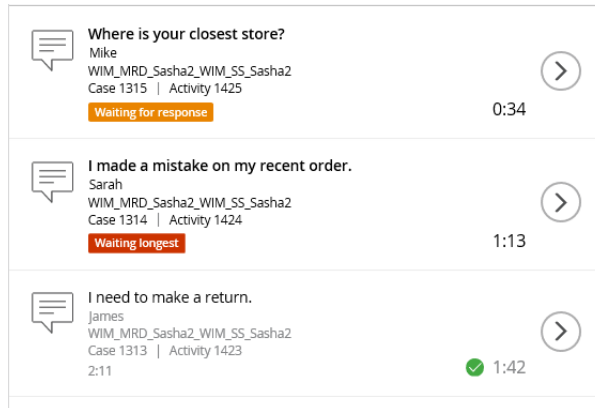 Where is your closest store?
Mike
WIM_MRD_Sasha2_WIM_SS_Sasha2
Case 1315 | Activity 1425
Waiting for response
0:34
I made a mistake on my recent order.
Sarah
WIM_MRD_Sasha2_WIM_SS_Sasha2
Case 1314 | Activity 1424
Waiting longest
1:13
I need to make a return.
James
WIM_MRD_Sasha2_WIM_SS_Sasha2
Case 1313 | Activity 1423
2:11
1:42